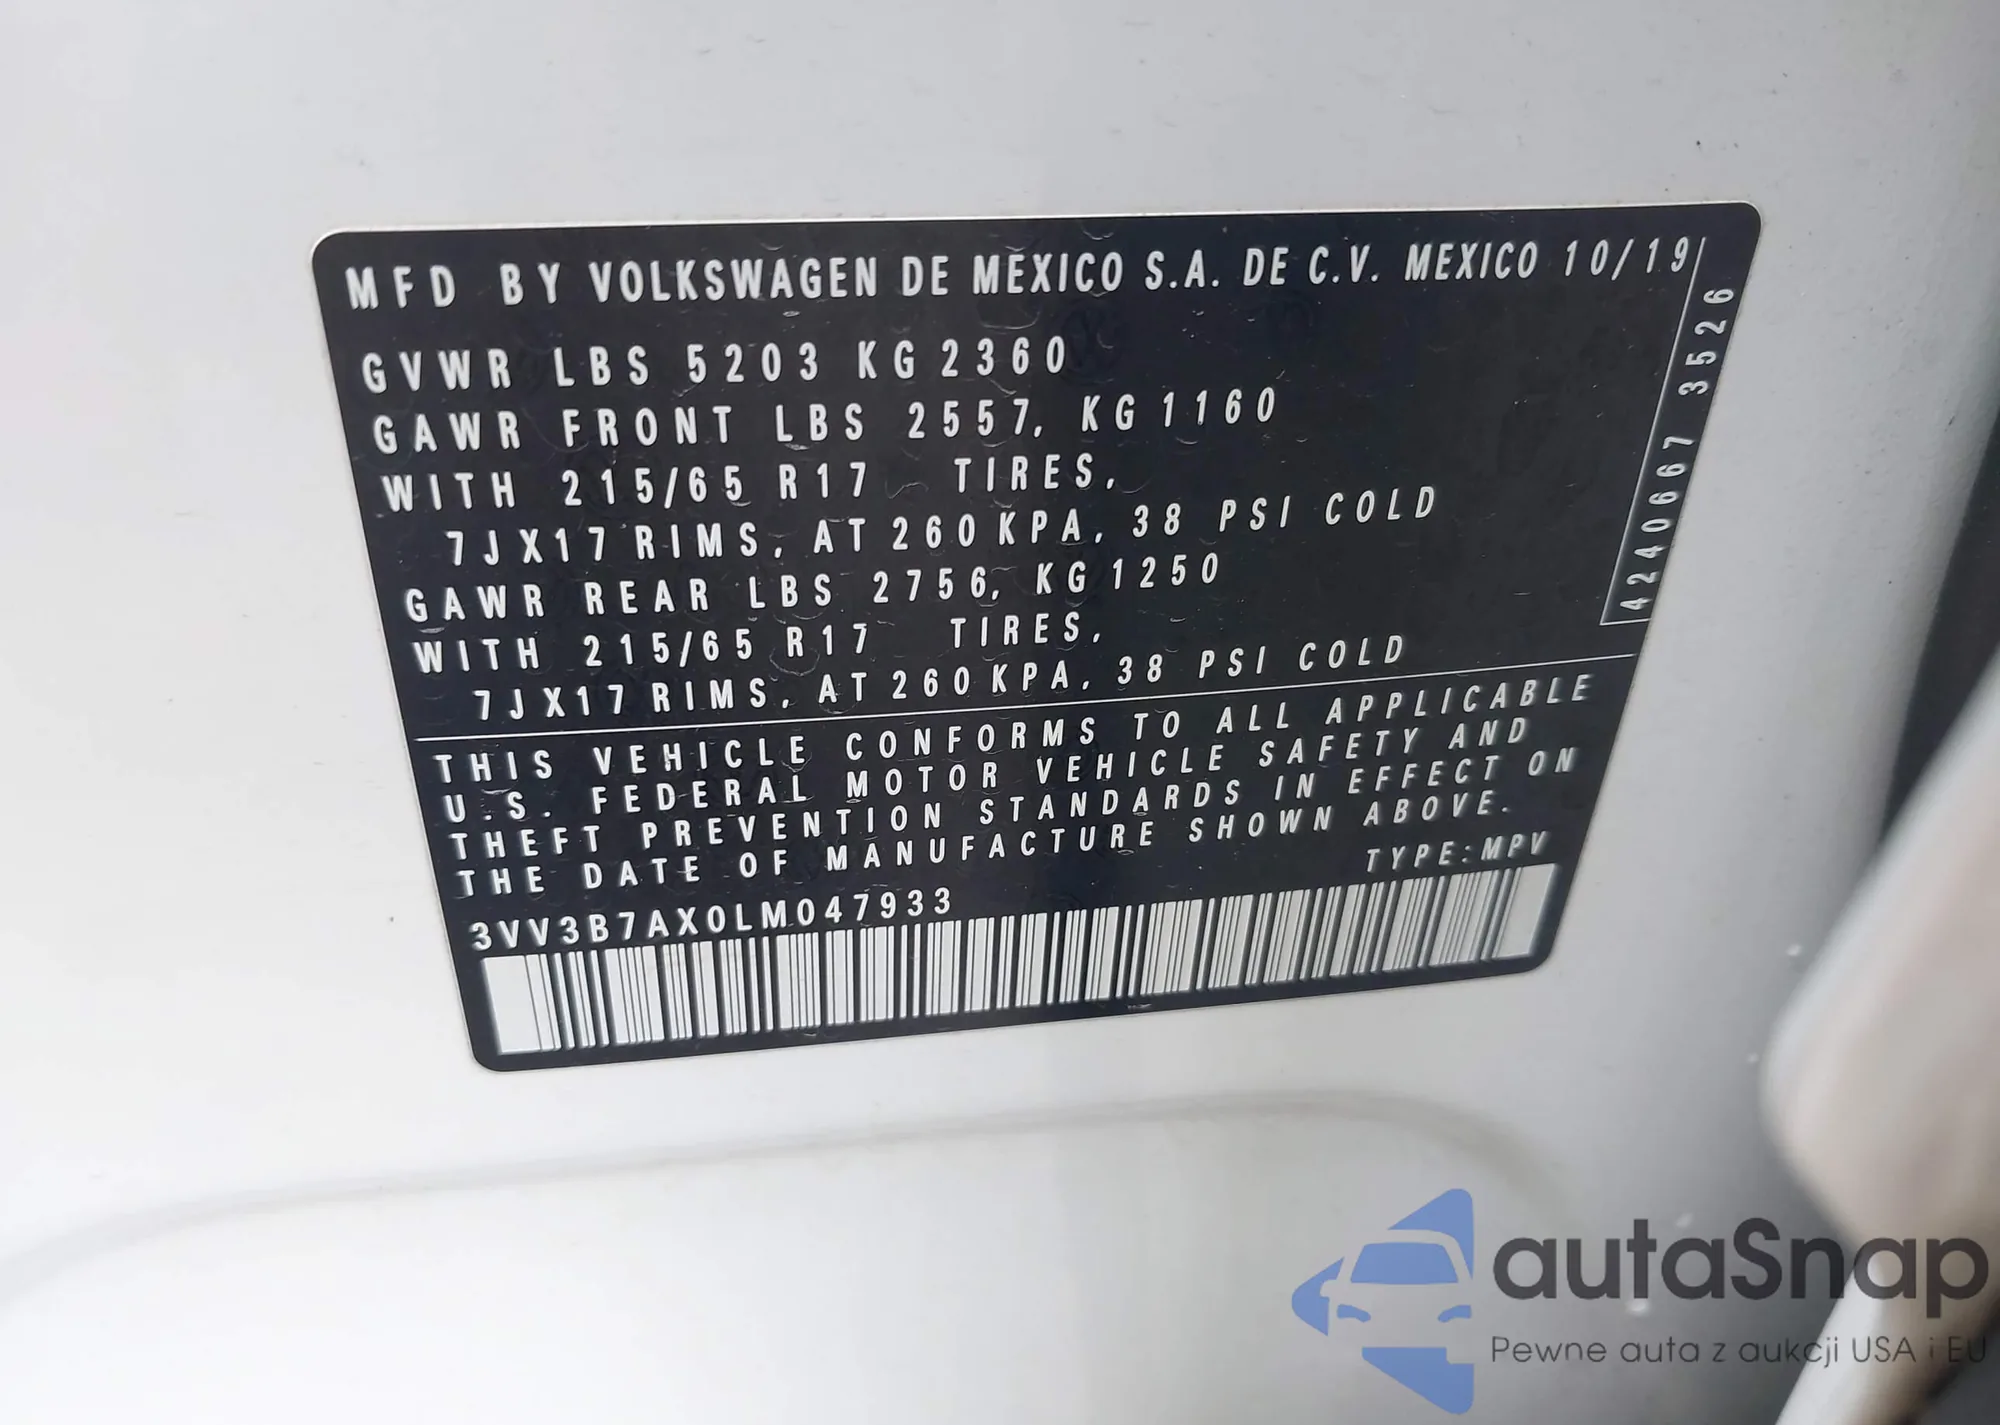 MFD BY VOLKSWAGEN DE MEXICO S.A. DE C.V. MEXICO 10/19
GVWR LBS 5203 KG 2360
GAWR FRONT LBS 2557, KG 1160
WITH 215/65 R17 TIRES,
7JX17 RIMS, AT 260 KPA, 38 PSI COLD
GAWR REAR LBS 2756, KG 1250
WITH 215/65 R17 TIRES,
7JX17 RIMS, AT 260 KPA, 38 PSI COLD
4240667 3526
THIS VEHICLE CONFORMS TO ALL APPLICABLE
U.S. FEDERAL MOTOR VEHICLE SAFETY AND
THEFT PREVENTION STANDARDS IN EFFECT ON
THE DATE OF MANUFACTURE SHOWN ABOVE.
TYPE:MPV
3VV3B7AX0LM047933
autaSnap
Pewne auta z aukcji USA i EU